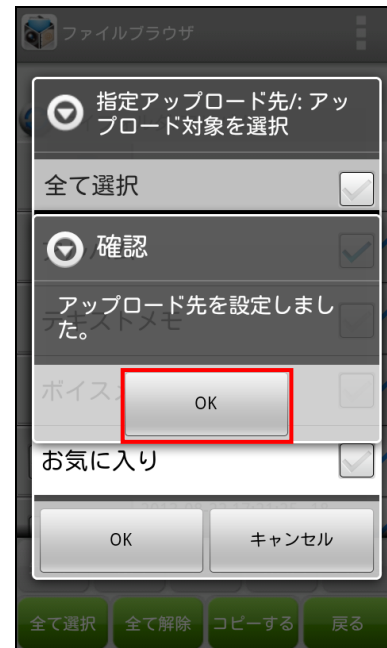 ファイルブラウザ
指定アップロード先/: アッ
プロード対象を選択
全て選択
確認
アップロード先を設定しまし
た。
テキストメモ
ボイス
OK
お気に入り
OK
キャンセル
全て選択
全て解除
コピーする
戻る